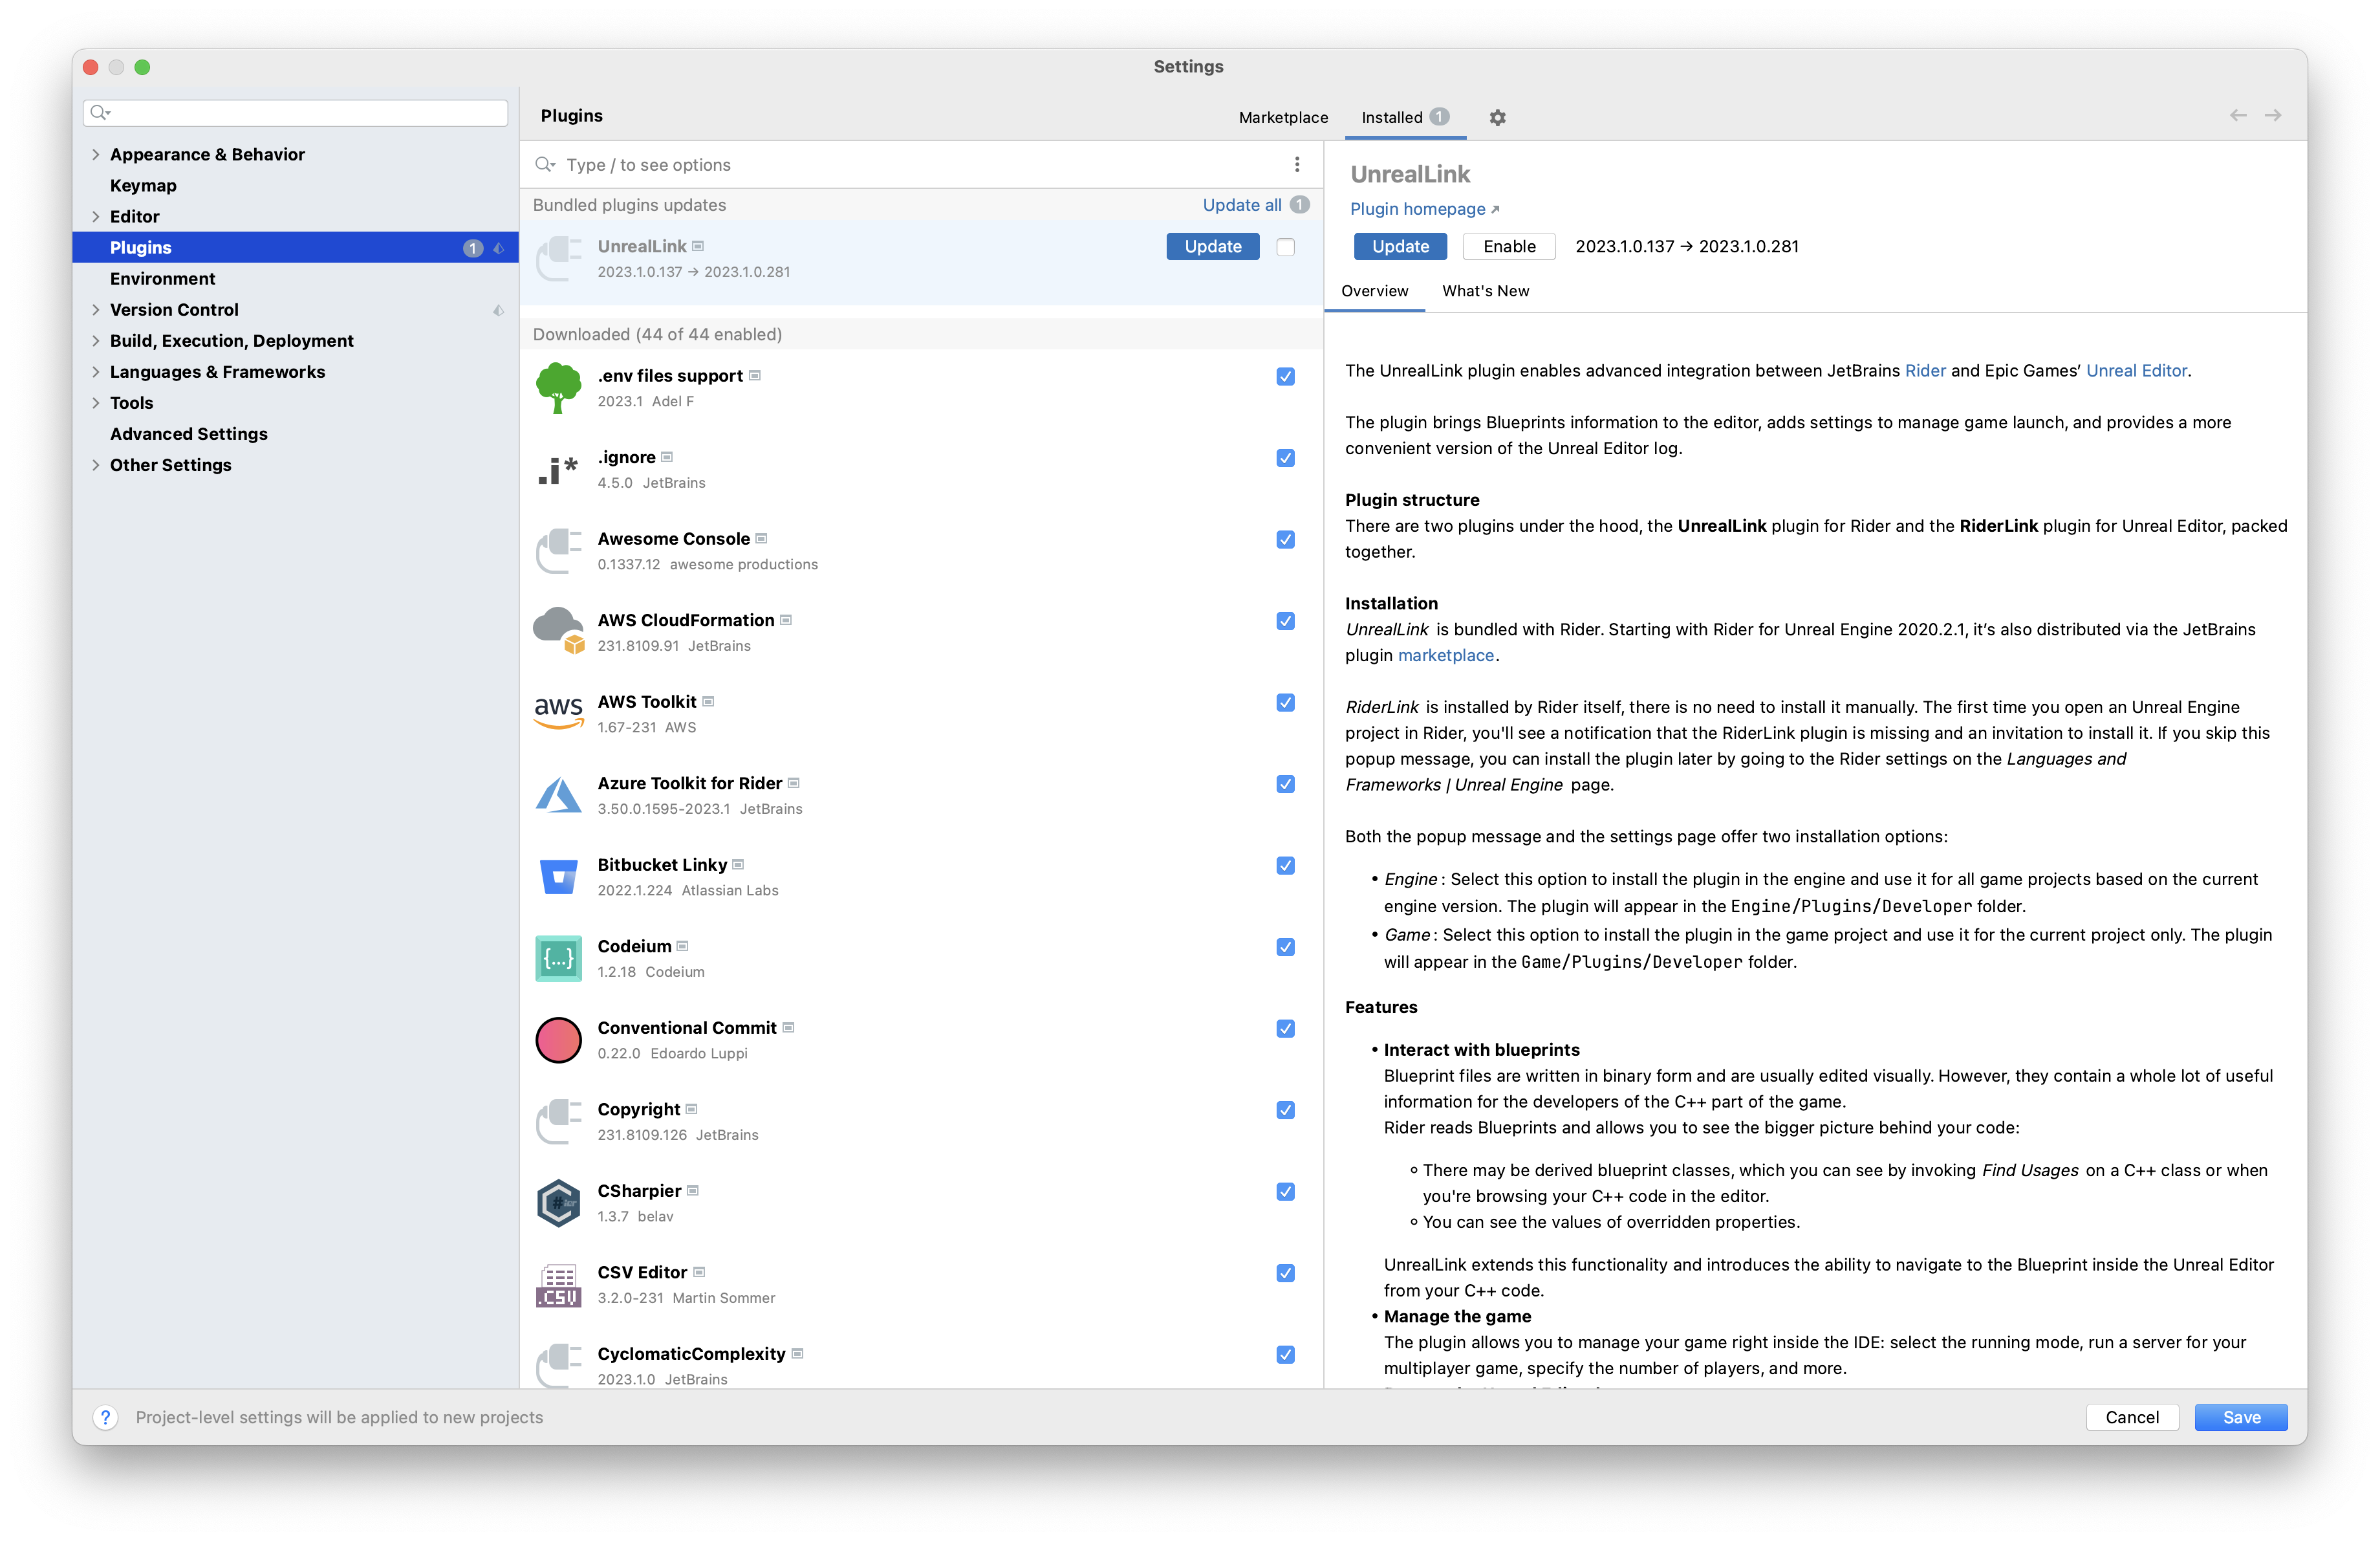 Settings
Appearance & Behavior
Keymap
Editor
Plugins 1
Environment
Version Control
Build, Execution, Deployment
Languages & Frameworks
Tools
Advanced Settings
Other Settings
Plugins
Marketplace
Installed 1
Type / to see options
Bundled plugins updates
Update all 1
UnrealLink
2023.1.0.137 → 2023.1.0.281
Update
Downloaded (44 of 44 enabled)
.env files support
2023.1 Adel F
.i*
.ignore
4.5.0 JetBrains
Awesome Console
0.1337.12 awesome productions
AWS CloudFormation
231.8109.91 JetBrains
aws
AWS Toolkit
1.67-231 AWS
Azure Toolkit for Rider
3.50.0.1595-2023.1 JetBrains
Bitbucket Linky
2022.1.224 Atlassian Labs
{...}
Codeium
1.2.18 Codeium
Conventional Commit
0.22.0 Edoardo Luppi
Copyright
231.8109.126 JetBrains
CSharpier
1.3.7 belav
.CSV
CSV Editor
3.2.0-231 Martin Sommer
CyclomaticComplexity
2023.1.0 JetBrains
UnrealLink
Plugin homepage ↗
Update
Enable
2023.1.0.137 → 2023.1.0.281
Overview
What's New
The UnrealLink plugin enables advanced integration between JetBrains Rider and Epic Games’ Unreal Editor.
The plugin brings Blueprints information to the editor, adds settings to manage game launch, and provides a more
convenient version of the Unreal Editor log.
Plugin structure
There are two plugins under the hood, the UnrealLink plugin for Rider and the RiderLink plugin for Unreal Editor, packed
together.
Installation
UnrealLink is bundled with Rider. Starting with Rider for Unreal Engine 2020.2.1, it’s also distributed via the JetBrains
plugin marketplace.
RiderLink is installed by Rider itself, there is no need to install it manually. The first time you open an Unreal Engine
project in Rider, you'll see a notification that the RiderLink plugin is missing and an invitation to install it. If you skip this
popup message, you can install the plugin later by going to the Rider settings on the Languages and
Frameworks | Unreal Engine page.
Both the popup message and the settings page offer two installation options:
• Engine: Select this option to install the plugin in the engine and use it for all game projects based on the current
engine version. The plugin will appear in the Engine/Plugins/Developer folder.
• Game: Select this option to install the plugin in the game project and use it for the current project only. The plugin
will appear in the Game/Plugins/Developer folder.
Features
• Interact with blueprints
Blueprint files are written in binary form and are usually edited visually. However, they contain a whole lot of useful
information for the developers of the C++ part of the game.
Rider reads Blueprints and allows you to see the bigger picture behind your code:
There may be derived blueprint classes, which you can see by invoking Find Usages on a C++ class or when
you're browsing your C++ code in the editor.
You can see the values of overridden properties.
UnrealLink extends this functionality and introduces the ability to navigate to the Blueprint inside the Unreal Editor
from your C++ code.
• Manage the game
The plugin allows you to manage your game right inside the IDE: select the running mode, run a server for your
multiplayer game, specify the number of players, and more.
?
Project-level settings will be applied to new projects
Cancel
Save